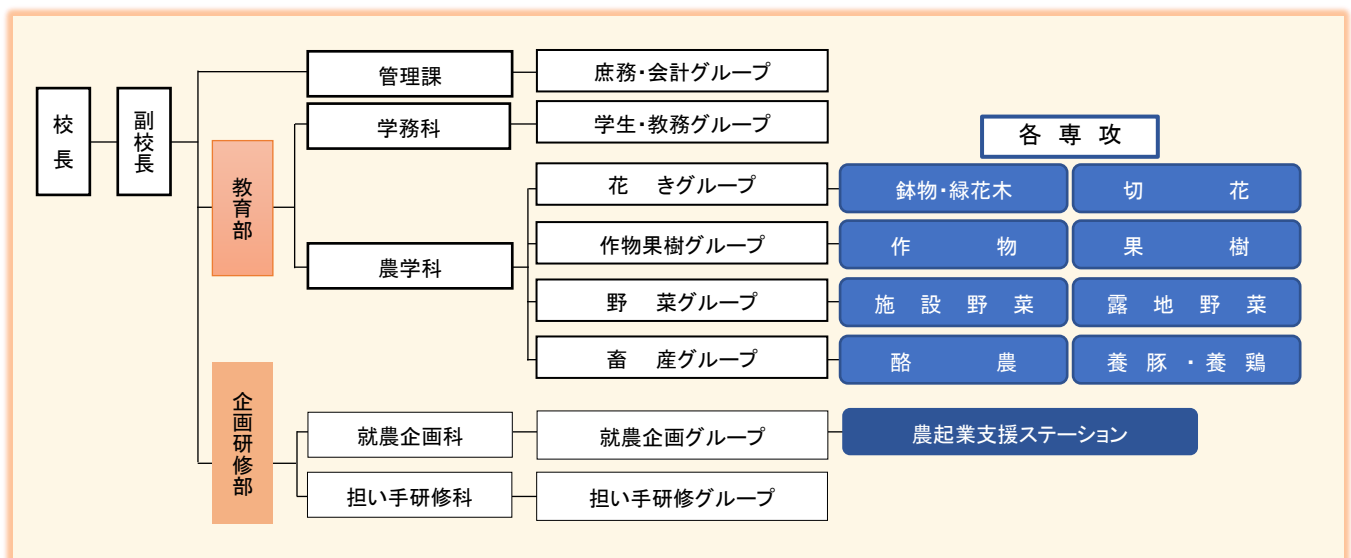 校長
副校長
管理課
庶務・会計グループ
教育部
学務科
学生・教務グループ
各専攻
農学科
花きグループ
鉢物・緑花木
切花
作物果樹グループ
作物
果樹
野菜グループ
施設野菜
露地野菜
畜産グループ
酪農
養豚・養鶏
企画研修部
就農企画科
就農企画グループ
農起業支援ステーション
担い手研修科
担い手研修グループ